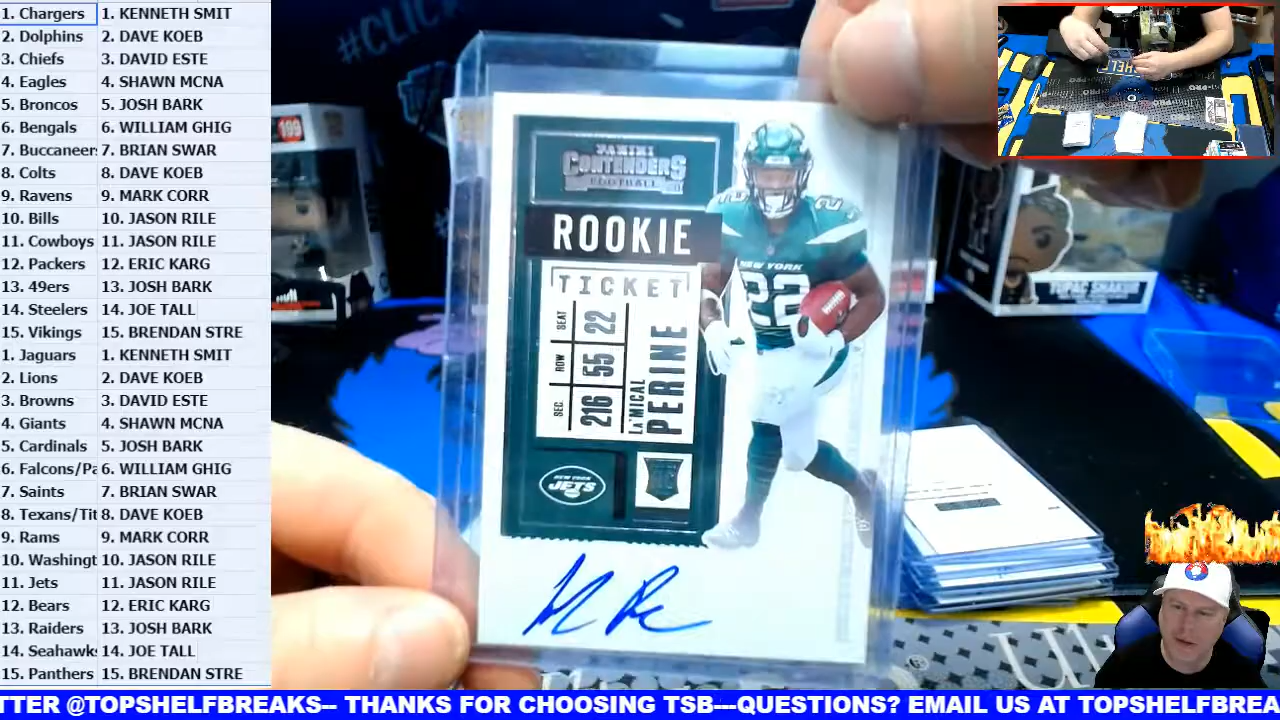 1. Chargers 1. KENNETH SMIT
2. Dolphins 2. DAVE KOEB
3. Chiefs 3. DAVID ESTE
4. Eagles 4. SHAWN MCNA
5. Broncos 5. JOSH BARK
6. Bengals 6. WILLIAM GHIG
7. Buccaneer: 7. BRIAN SWAR
8. Colts 8. DAVE KOEB
9. Ravens 9. MARK CORR
10. Bills 10. JASON RILE
11. Cowboys 11. JASON RILE
12. Packers 12. ERIC KARG
13. 49ers 13. JOSH BARK
14. Steelers 14. JOE TALL
15. Vikings 15. BRENDAN STRE
1. Jaguars 1. KENNETH SMIT
2. Lions 2. DAVE KOEB
3. Browns 3. DAVID ESTE
4. Giants 4. SHAWN MCNA
5. Cardinals 5. JOSH BARK
6. Falcons/Pa 6. WILLIAM GHIG
7. Saints 7. BRIAN SWAR
8. Texans/Tit 8. DAVE KOEB
9. Rams 9. MARK CORR
10. Washingt 10. JASON RILE
11. Jets 11. JASON RILE
12. Bears 12. ERIC KARG
13. Raiders 13. JOSH BARK
14. Seahawk 14. JOE TALL
15. Panthers 15. BRENDAN STRE
#CLIC
199
PANINI
CONTENDERS
FOOTBALL
ROOKIE
TICKET
SEAT 22
ROW 55
SEC. 216
La'MICAL
PERINE
NEW YORK
JETS
NEW YORK
22
TUPAC SHAKUR
TTER @TOPSHELFBREAKS-- THANKS FOR CHOOSING TSB---QUESTIONS? EMAIL US AT TOPSHELFBREA